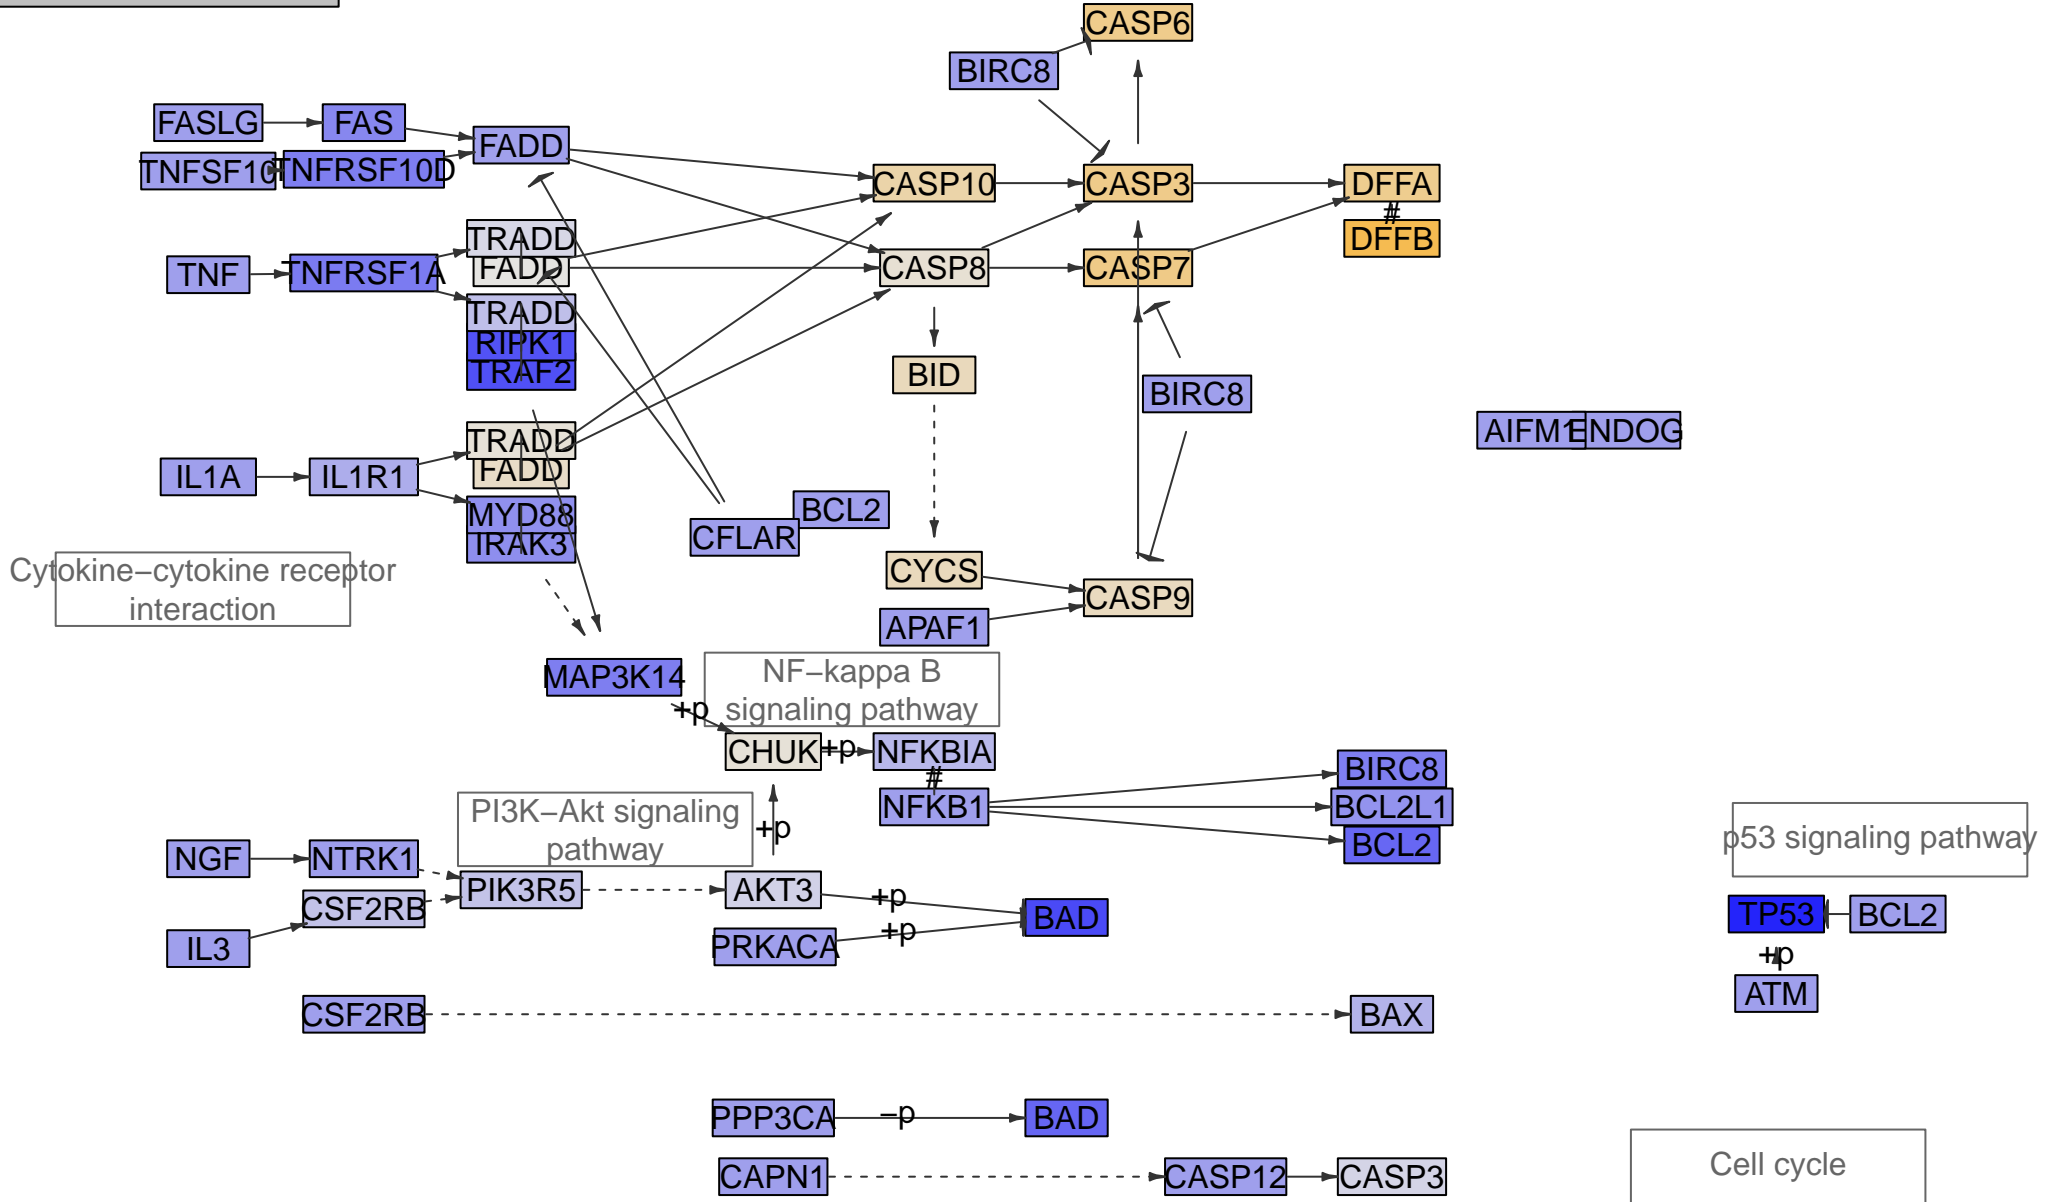 CASP6
BIRC8
FASLG
FAS
FADD
TNFSF10
TNFRSF10D
CASP10
CASP3
DFFA
#
DFFB
TRADD
FADD
TNF
TNFRSF1A
CASP8
CASP7
TRADD
RIPK1
TRAF2
BID
BIRC8
AIFM1
ENDOG
TRADD
FADD
IL1A
IL1R1
MYD88
IRAK3
BCL2
CFLAR
Cytokine–cytokine receptor
interaction
CYCS
CASP9
APAF1
MAP3K14
NF–kappa B
signaling pathway
+p
CHUK
+p
NFKBIA
#
NFKB1
BIRC8
BCL2L1
BCL2
PI3K–Akt signaling
pathway
+p
p53 signaling pathway
NGF
NTRK1
PIK3R5
AKT3
+p
CSF2RB
BAD
TP53
BCL2
IL3
PRKACA
+p
+p
ATM
CSF2RB
BAX
PPP3CA
–p
BAD
CAPN1
CASP12
CASP3
Cell cycle